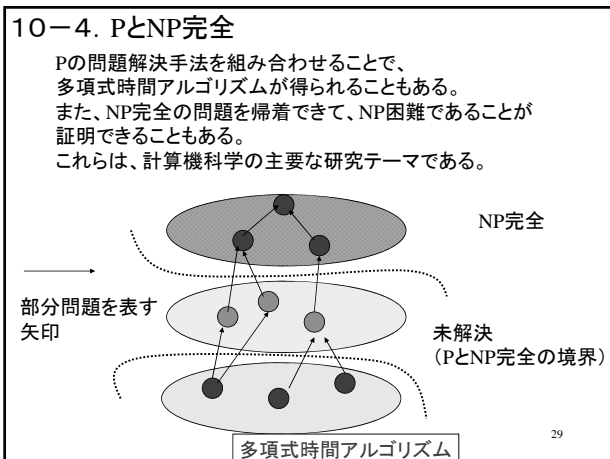 10－4. PとNP完全
Pの問題解決手法を組み合わせることで、
多項式時間アルゴリズムが得られることもある。
また、NP完全の問題を帰着できて、NP困難であることが
証明できることもある。
これらは、計算機科学の主要な研究テーマである。
NP完全
部分問題を表す
矢印
未解決
（PとNP完全の境界）
多項式時間アルゴリズム
29